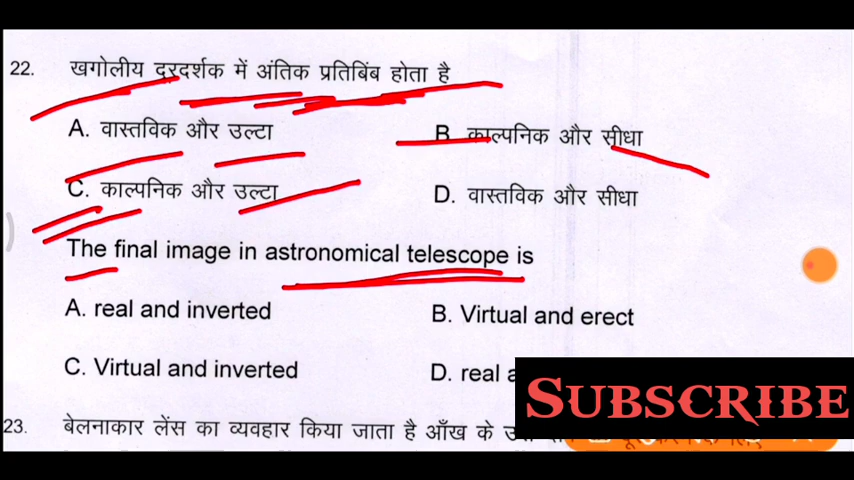 22. खगोलीय दूरदर्शक में अंतिक प्रतिबिंब होता है
A. वास्तविक और उल्टा B. काल्पनिक और सीधा
C. काल्पनिक और उल्टा D. वास्तविक और सीधा
The final image in astronomical telescope is
A. real and inverted B. Virtual and erect
C. Virtual and inverted D. real
SUBSCRIBE
23. बेलनाकार लेंस का व्यवहार किया जाता है आँख के